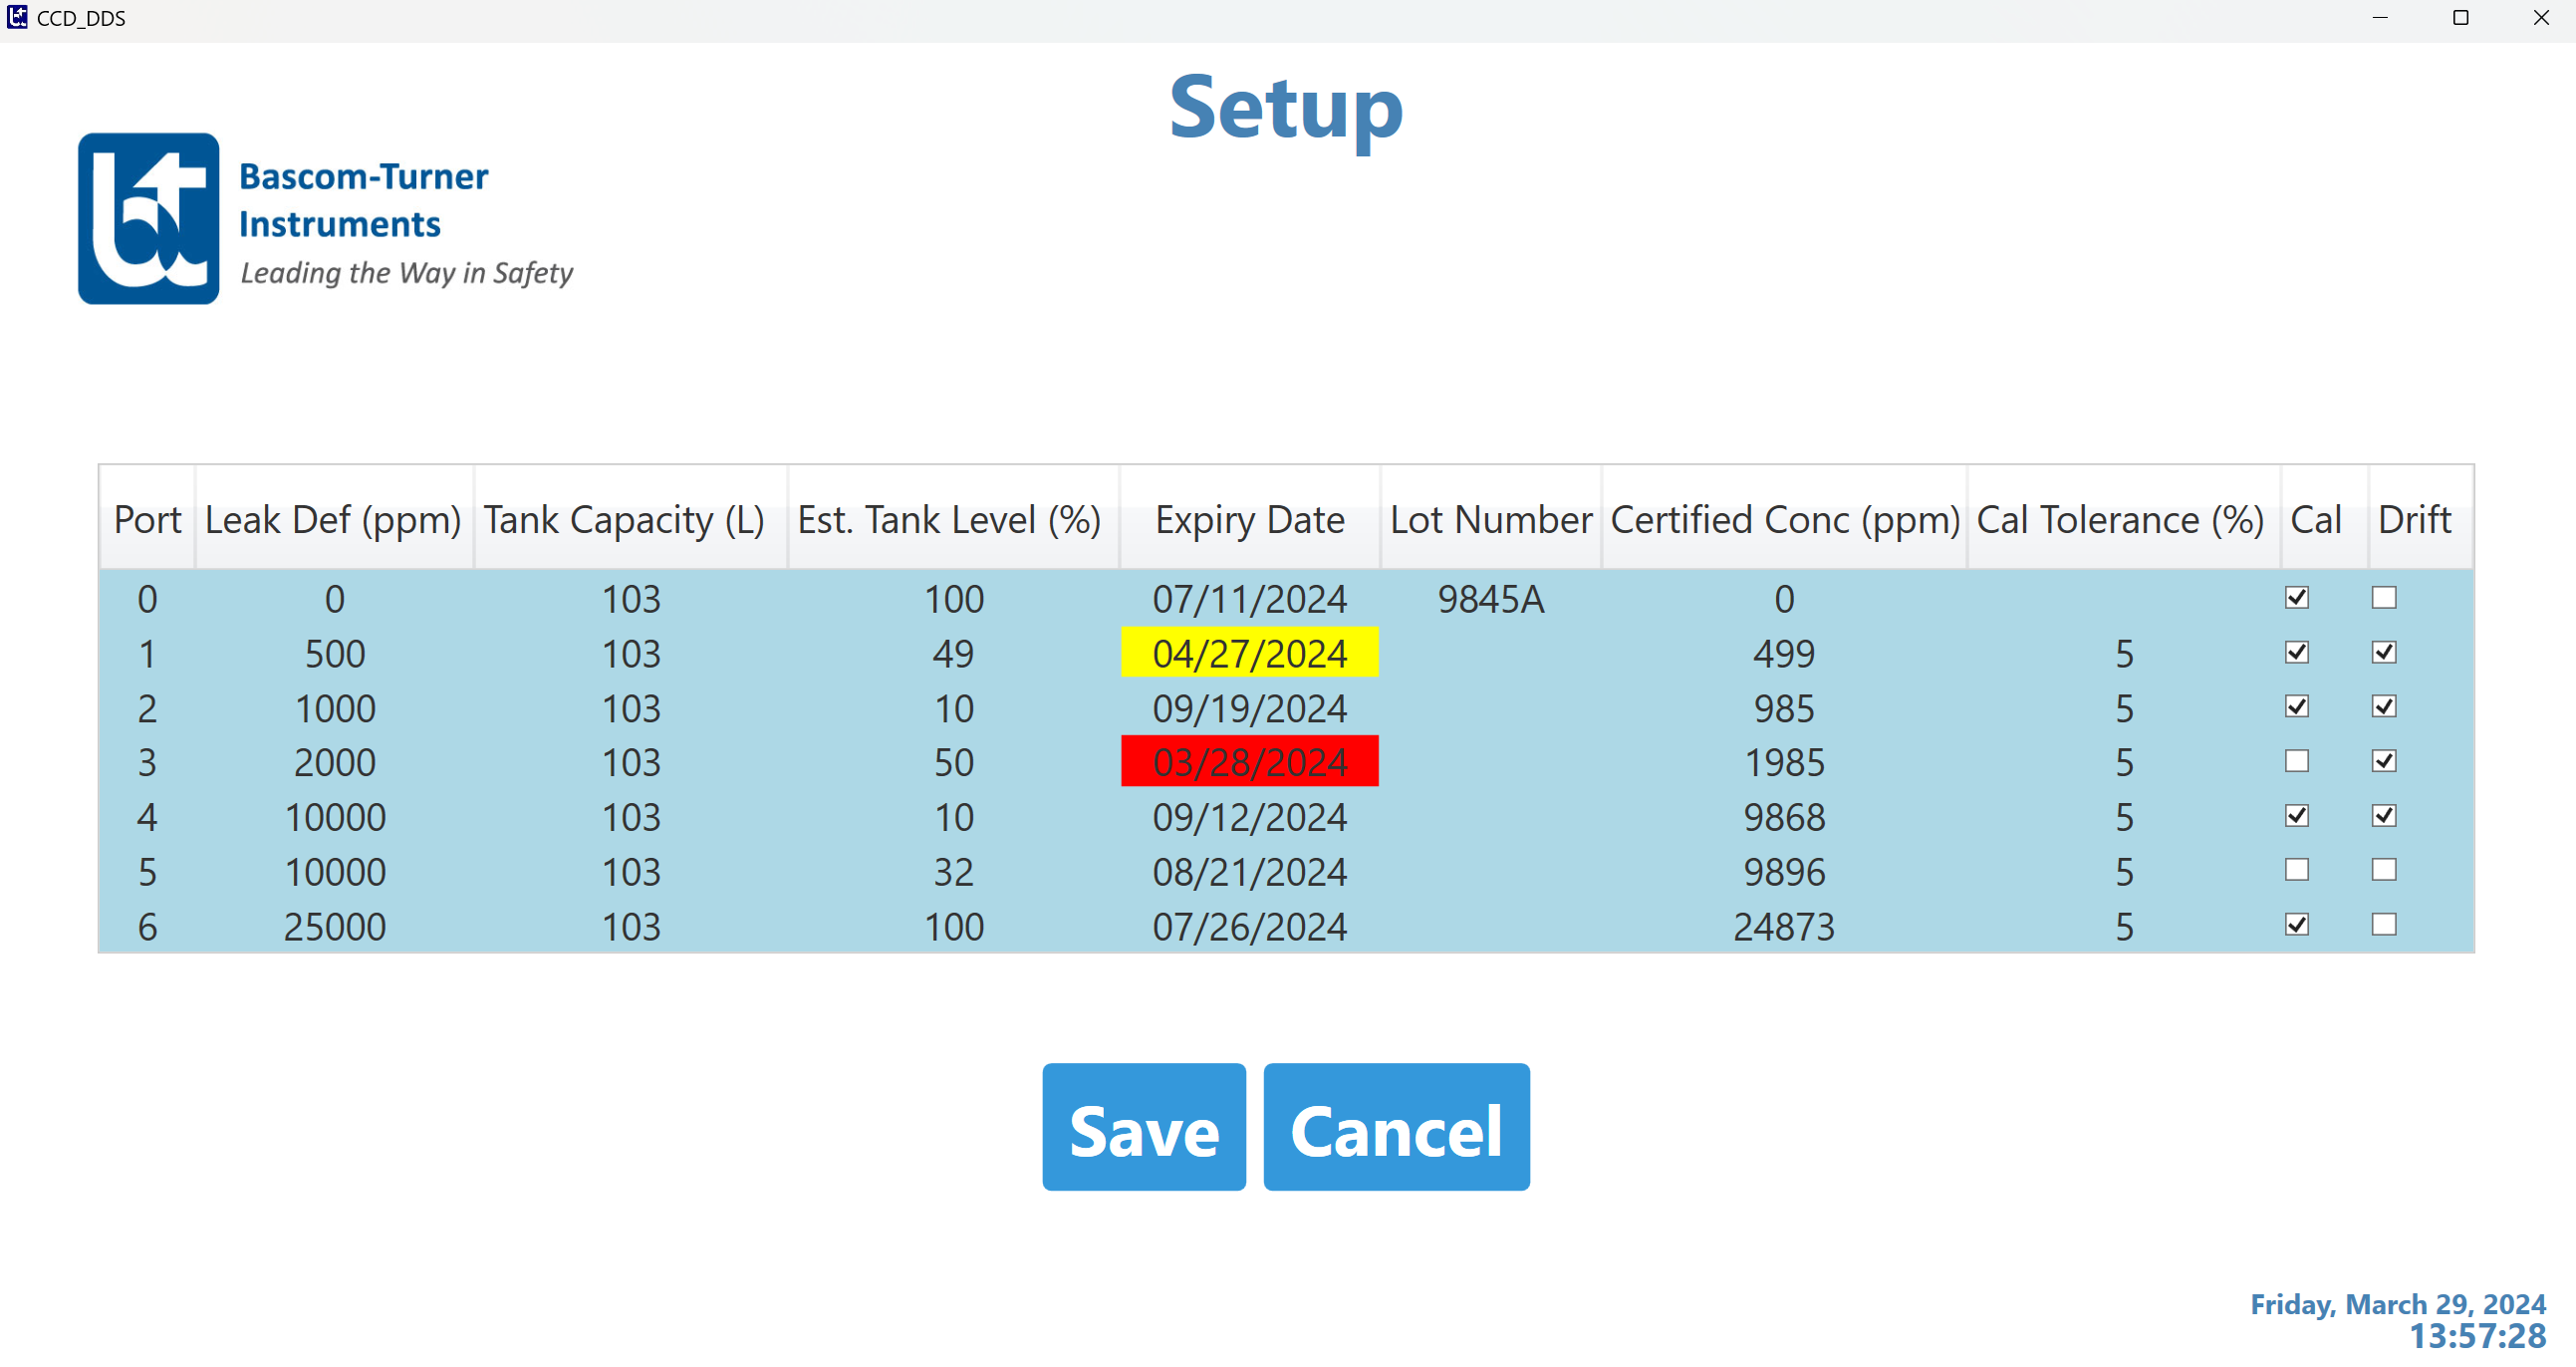 CCD_DDS
Setup
Bascom-Turner
Instruments
Leading the Way in Safety
Port Leak Def (ppm) Tank Capacity (L) Est. Tank Level (%) Expiry Date Lot Number Certified Conc (ppm) Cal Tolerance (%) Cal Drift
0 0 103 100 07/11/2024 9845A 0
1 500 103 49 04/27/2024 499 5
2 1000 103 10 09/19/2024 985 5
3 2000 103 50 03/28/2024 1985 5
4 10000 103 10 09/12/2024 9868 5
5 10000 103 32 08/21/2024 9896 5
6 25000 103 100 07/26/2024 24873 5
Save Cancel
Friday, March 29, 2024
13:57:28